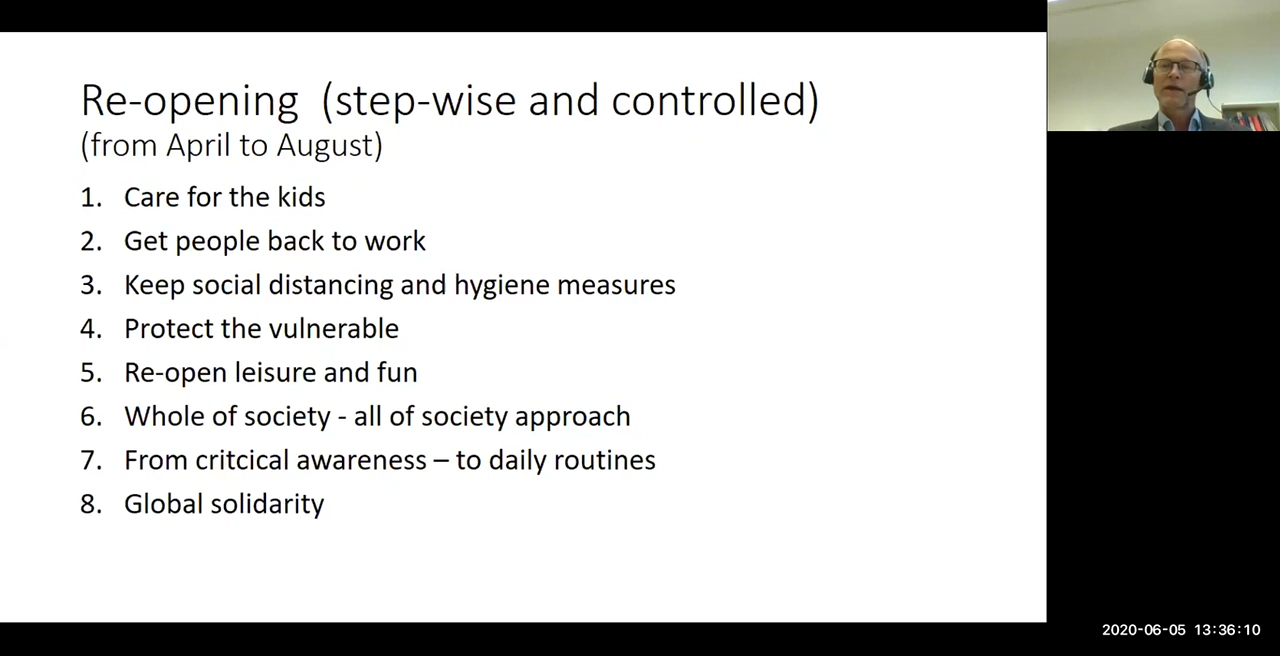 Re-opening (step-wise and controlled)
(from April to August)
1. Care for the kids
2. Get people back to work
3. Keep social distancing and hygiene measures
4. Protect the vulnerable
5. Re-open leisure and fun
6. Whole of society - all of society approach
7. From critcical awareness – to daily routines
8. Global solidarity
2020-06-05 13:36:10